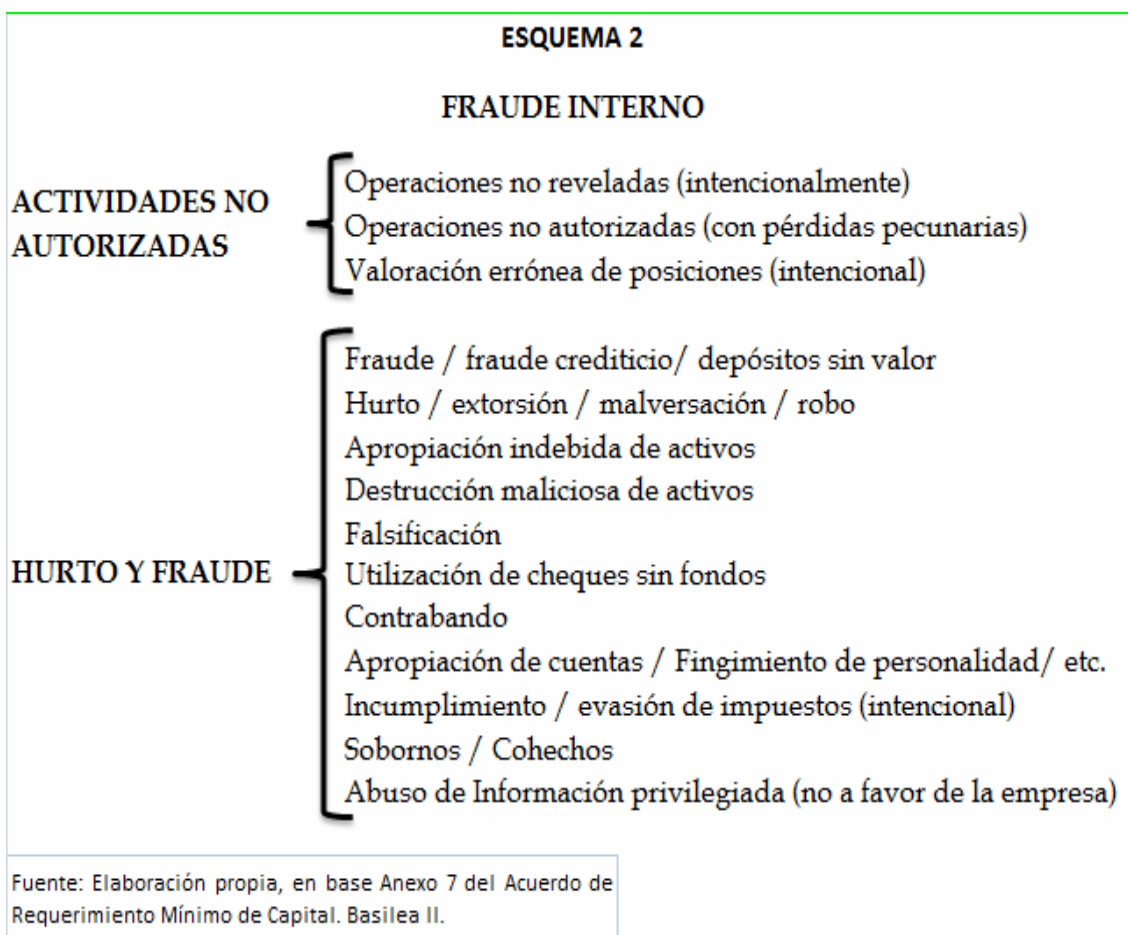 ESQUEMA 2
FRAUDE INTERNO
ACTIVIDADES NO
AUTORIZADAS
Operaciones no reveladas (intencionalmente)
Operaciones no autorizadas (con pérdidas pecunarias)
Valoración errónea de posiciones (intencional)
HURTO Y FRAUDE
Fraude / fraude crediticio/ depósitos sin valor
Hurto / extorsión / malversación / robo
Apropiación indebida de activos
Destrucción maliciosa de activos
Falsificación
Utilización de cheques sin fondos
Contrabando
Apropiación de cuentas / Fingimiento de personalidad/ etc.
Incumplimiento / evasión de impuestos (intencional)
Sobornos / Cohechos
Abuso de Información privilegiada (no a favor de la empresa)
Fuente: Elaboración propia, en base Anexo 7 del Acuerdo de
Requerimiento Mínimo de Capital. Basilea II.